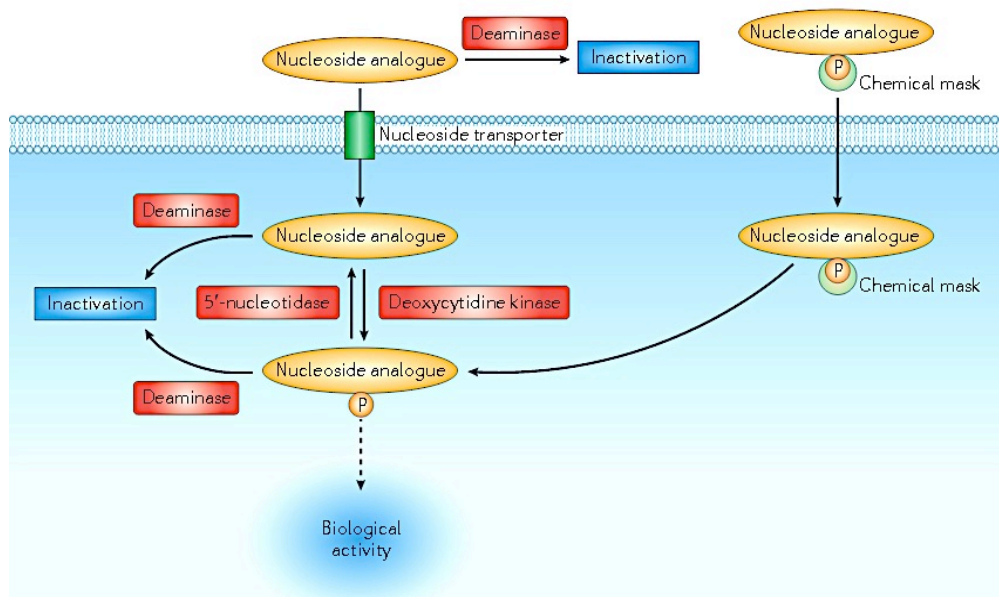 Deaminase
Nucleoside analogue
Inactivation
Nucleoside analogue
P
Chemical mask
Nucleoside transporter
Deaminase
Nucleoside analogue
Nucleoside analogue
P
Chemical mask
Inactivation
5′-nucleotidase
Deoxycytidine kinase
Nucleoside analogue
Deaminase
P
Biological
activity